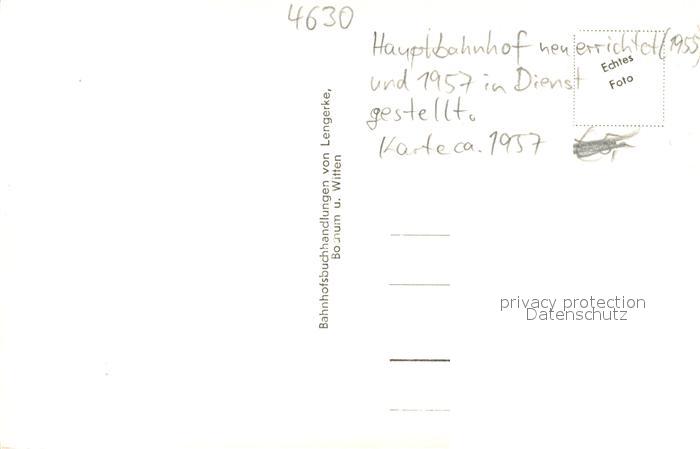 4630
Hauptbahnhof neu errichtet (1955)
und 1957 in Dienst
gestellt.
Karte ca. 1957
Echtes
Foto
Bahnhofsbuchhandlungen von Lengerke,
Bochum u. Witten
privacy protection
Datenschutz